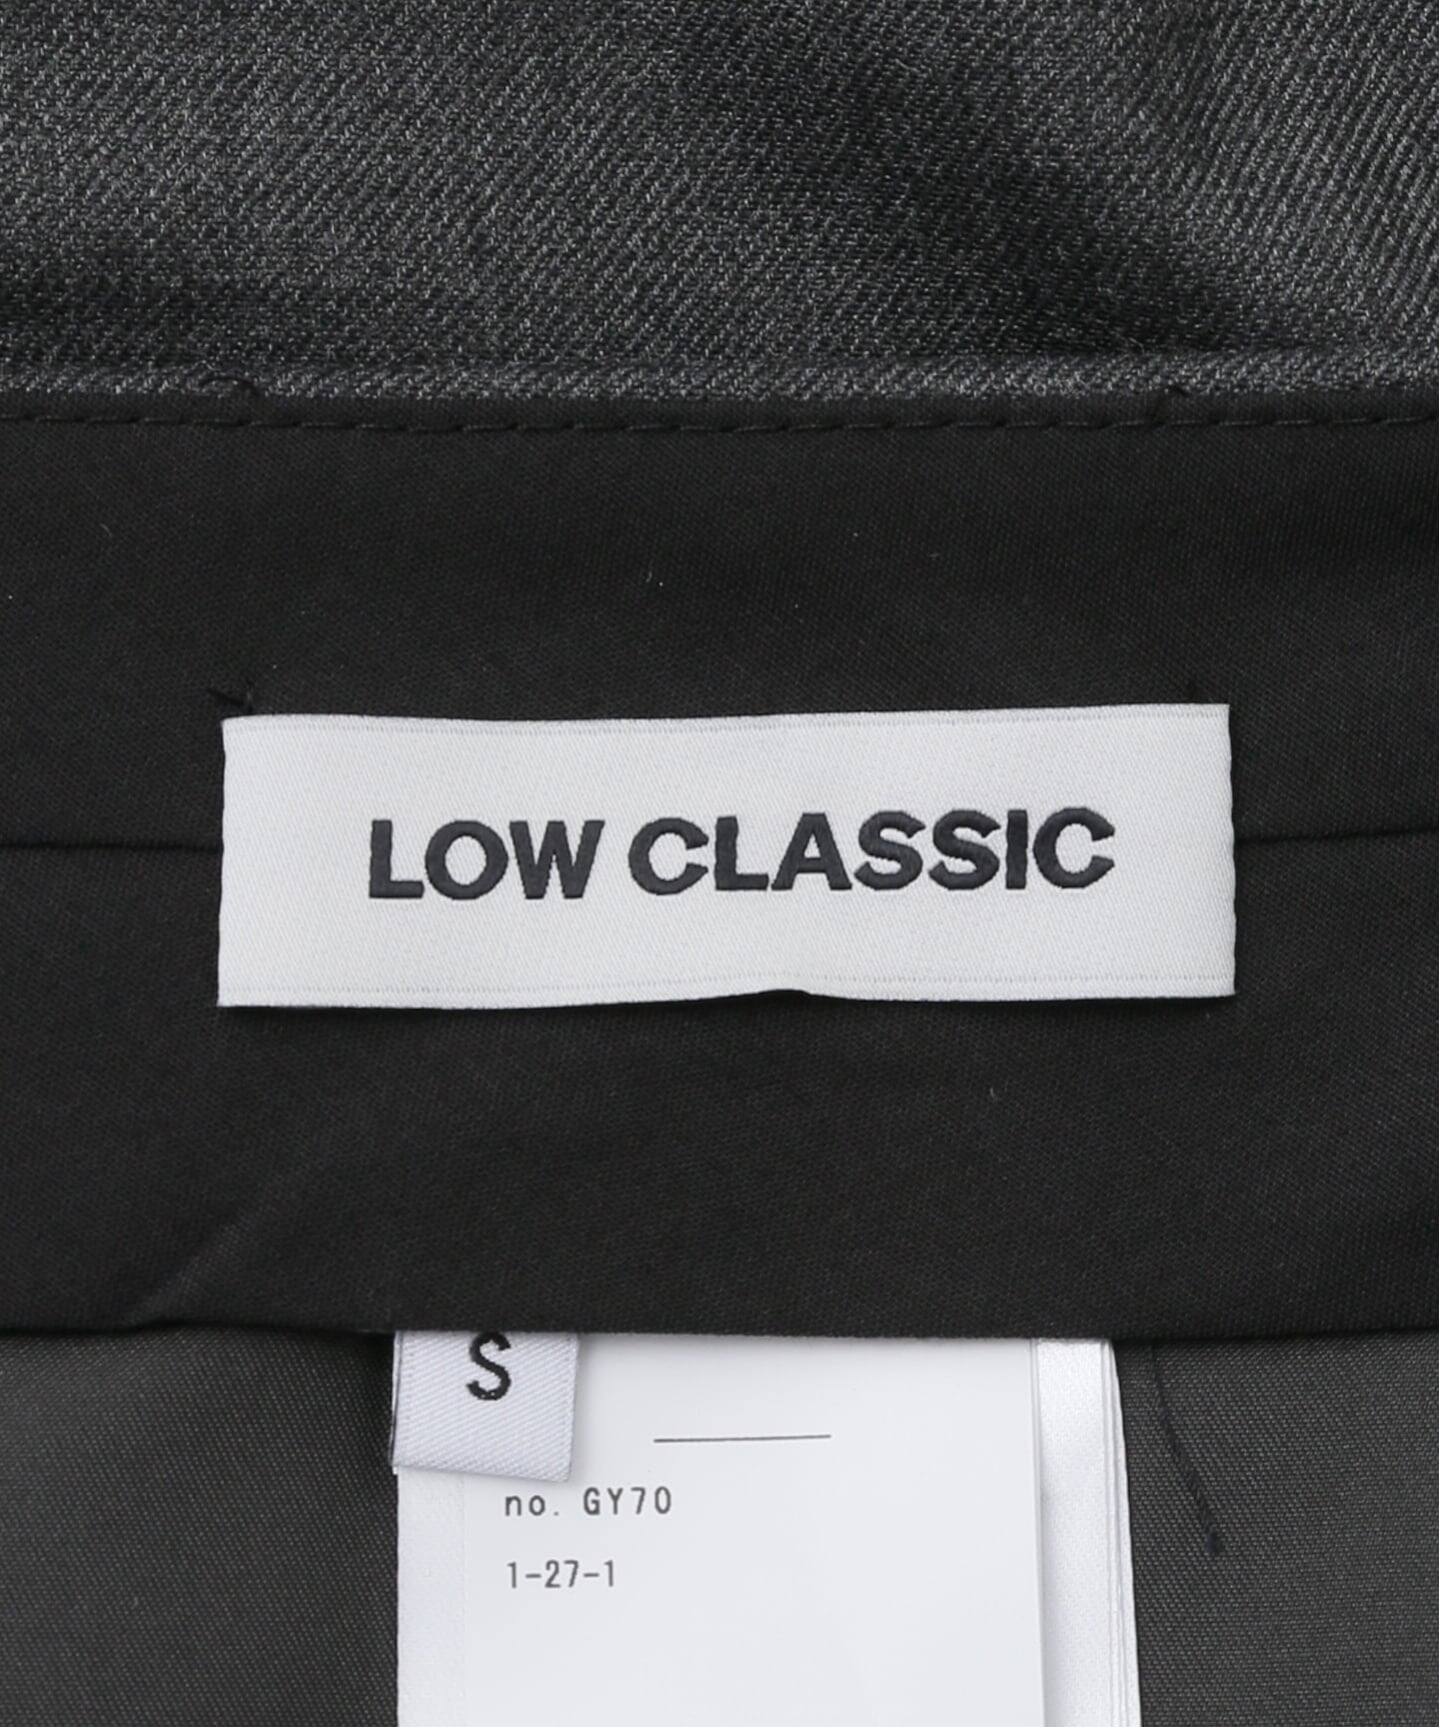 LOW CLASSIC
S
no. GY70
1-27-1